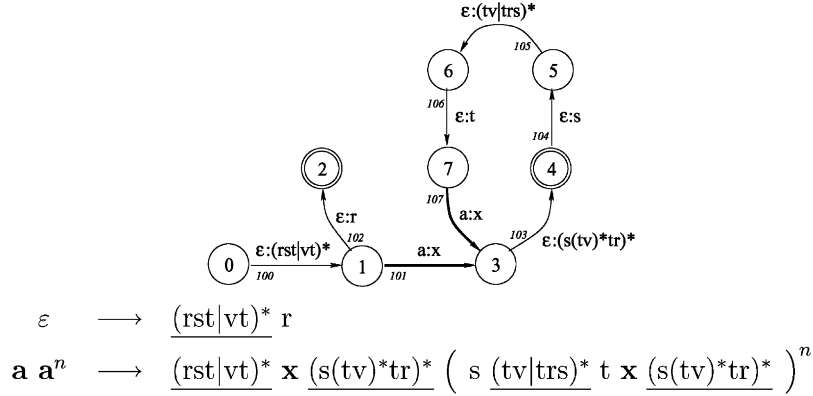 ε:(tv|trs)*
105
6
5
106
ε:t
104
ε:s
2
7
4
107
102
ε:r
a:x
103
ε:(s(tv)*tr)*
0
ε:(rst|vt)*
100
1
a:x
101
3
ε ⟶ (rst|vt)* r
a aⁿ ⟶ (rst|vt)* x (s(tv)*tr)* ( s (tv|trs)* t x (s(tv)*tr)* )ⁿ